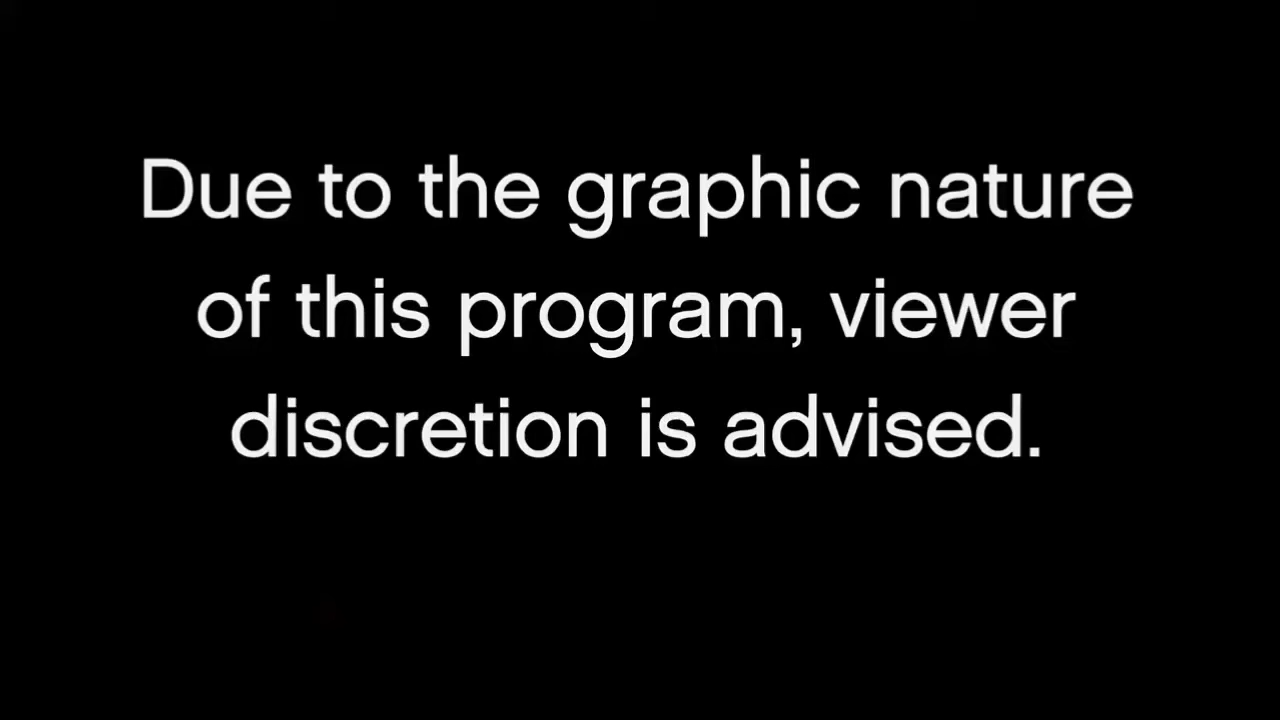 Due to the graphic nature
of this program, viewer
discretion is advised.